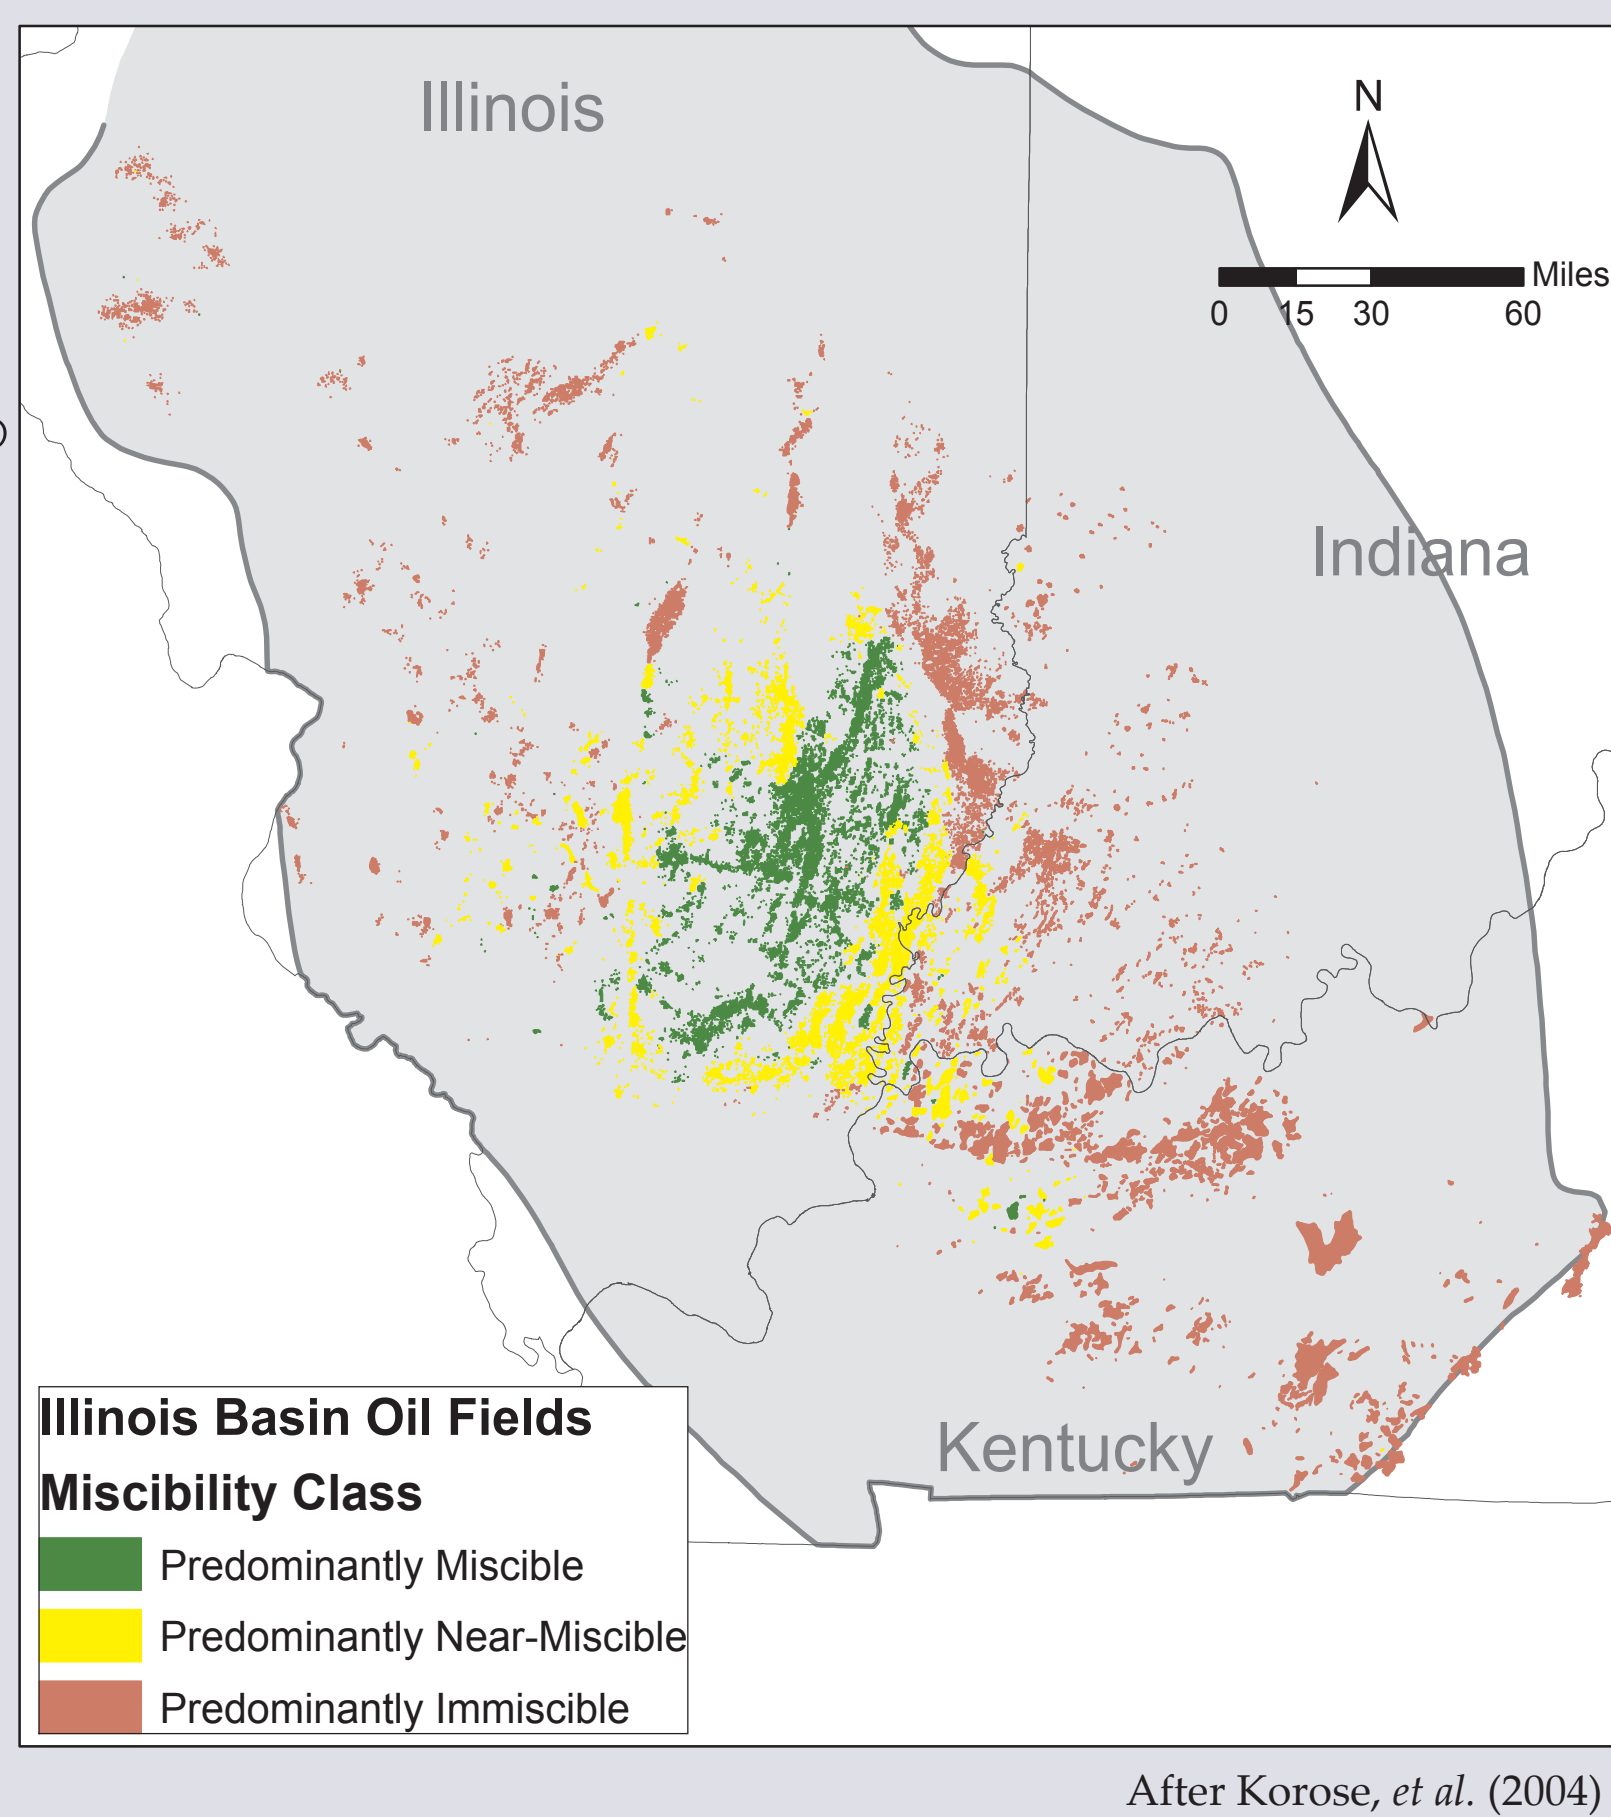 Illinois
N
Miles
0 15 30 60
Indiana
Kentucky
Illinois Basin Oil Fields
Miscibility Class
Predominantly Miscible
Predominantly Near-Miscible
Predominantly Immiscible
After Korose, et al. (2004)